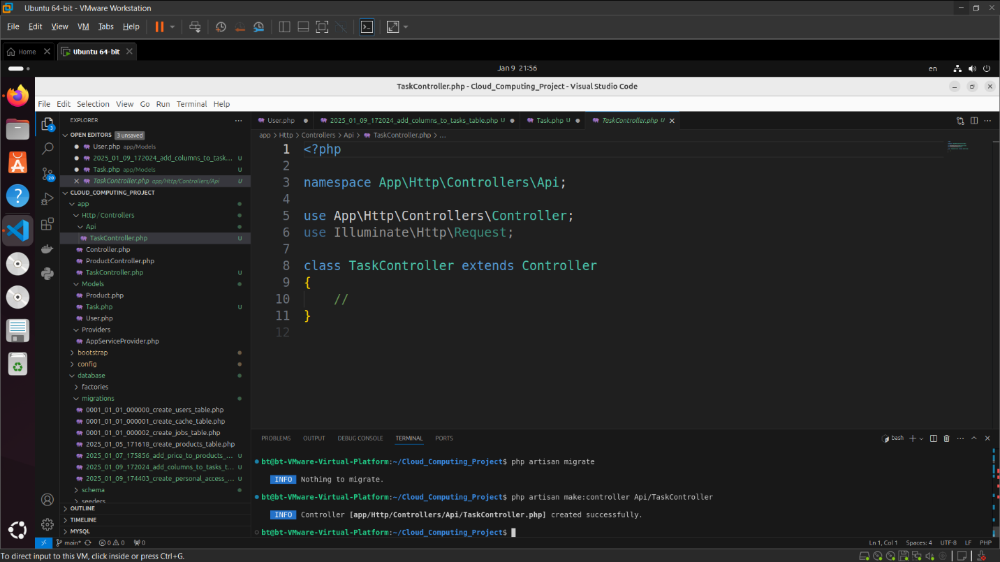 Ubuntu 64-bit - VMware Workstation
File Edit View VM Tabs Help
Home Ubuntu 64-bit
Jan 9 21:56 en
TaskController.php - Cloud_Computing_Project - Visual Studio Code
File Edit Selection View Go Run Terminal Help
EXPLORER
OPEN EDITORS 3 unsaved
User.php app/Models
2025_01_09_172024_add_columns_to_task... U
Task.php app/Models U
TaskController.php app/Http/Controllers/Api U
CLOUD_COMPUTING_PROJECT
app
Http / Controllers
Api
TaskController.php U
Controller.php
ProductController.php
TaskController.php U
Models
Product.php
Task.php U
User.php
Providers
AppServiceProvider.php
bootstrap
config
database
factories
migrations
0001_01_01_000000_create_users_table.php
0001_01_01_000001_create_cache_table.php
0001_01_01_000002_create_jobs_table.php
2025_01_05_171618_create_products_table.php
2025_01_07_175856_add_price_to_products_... U
2025_01_09_172024_add_columns_to_tasks_t... U
2025_01_09_174403_create_personal_access_... U
schema
seeders
OUTLINE
TIMELINE
MYSQL
3
20
User.php 2025_01_09_172024_add_columns_to_tasks_table.php U Task.php U TaskController.php U
app > Http > Controllers > Api > TaskController.php > ...
1 <?php
2
3 namespace App\Http\Controllers\Api;
4
5 use App\Http\Controllers\Controller;
6 use Illuminate\Http\Request;
7
8 class TaskController extends Controller
9 {
10 //
11 }
12
PROBLEMS OUTPUT DEBUG CONSOLE TERMINAL PORTS bash
bt@bt-VMware-Virtual-Platform:~/Cloud_Computing_Project$ php artisan migrate
INFO Nothing to migrate.
bt@bt-VMware-Virtual-Platform:~/Cloud_Computing_Project$ php artisan make:controller Api/TaskController
INFO Controller [app/Http/Controllers/Api/TaskController.php] created successfully.
bt@bt-VMware-Virtual-Platform:~/Cloud_Computing_Project$
main* 0 0 0 Ln 1, Col 1 Spaces: 4 UTF-8 LF PHP
To direct input to this VM, click inside or press Ctrl+G.